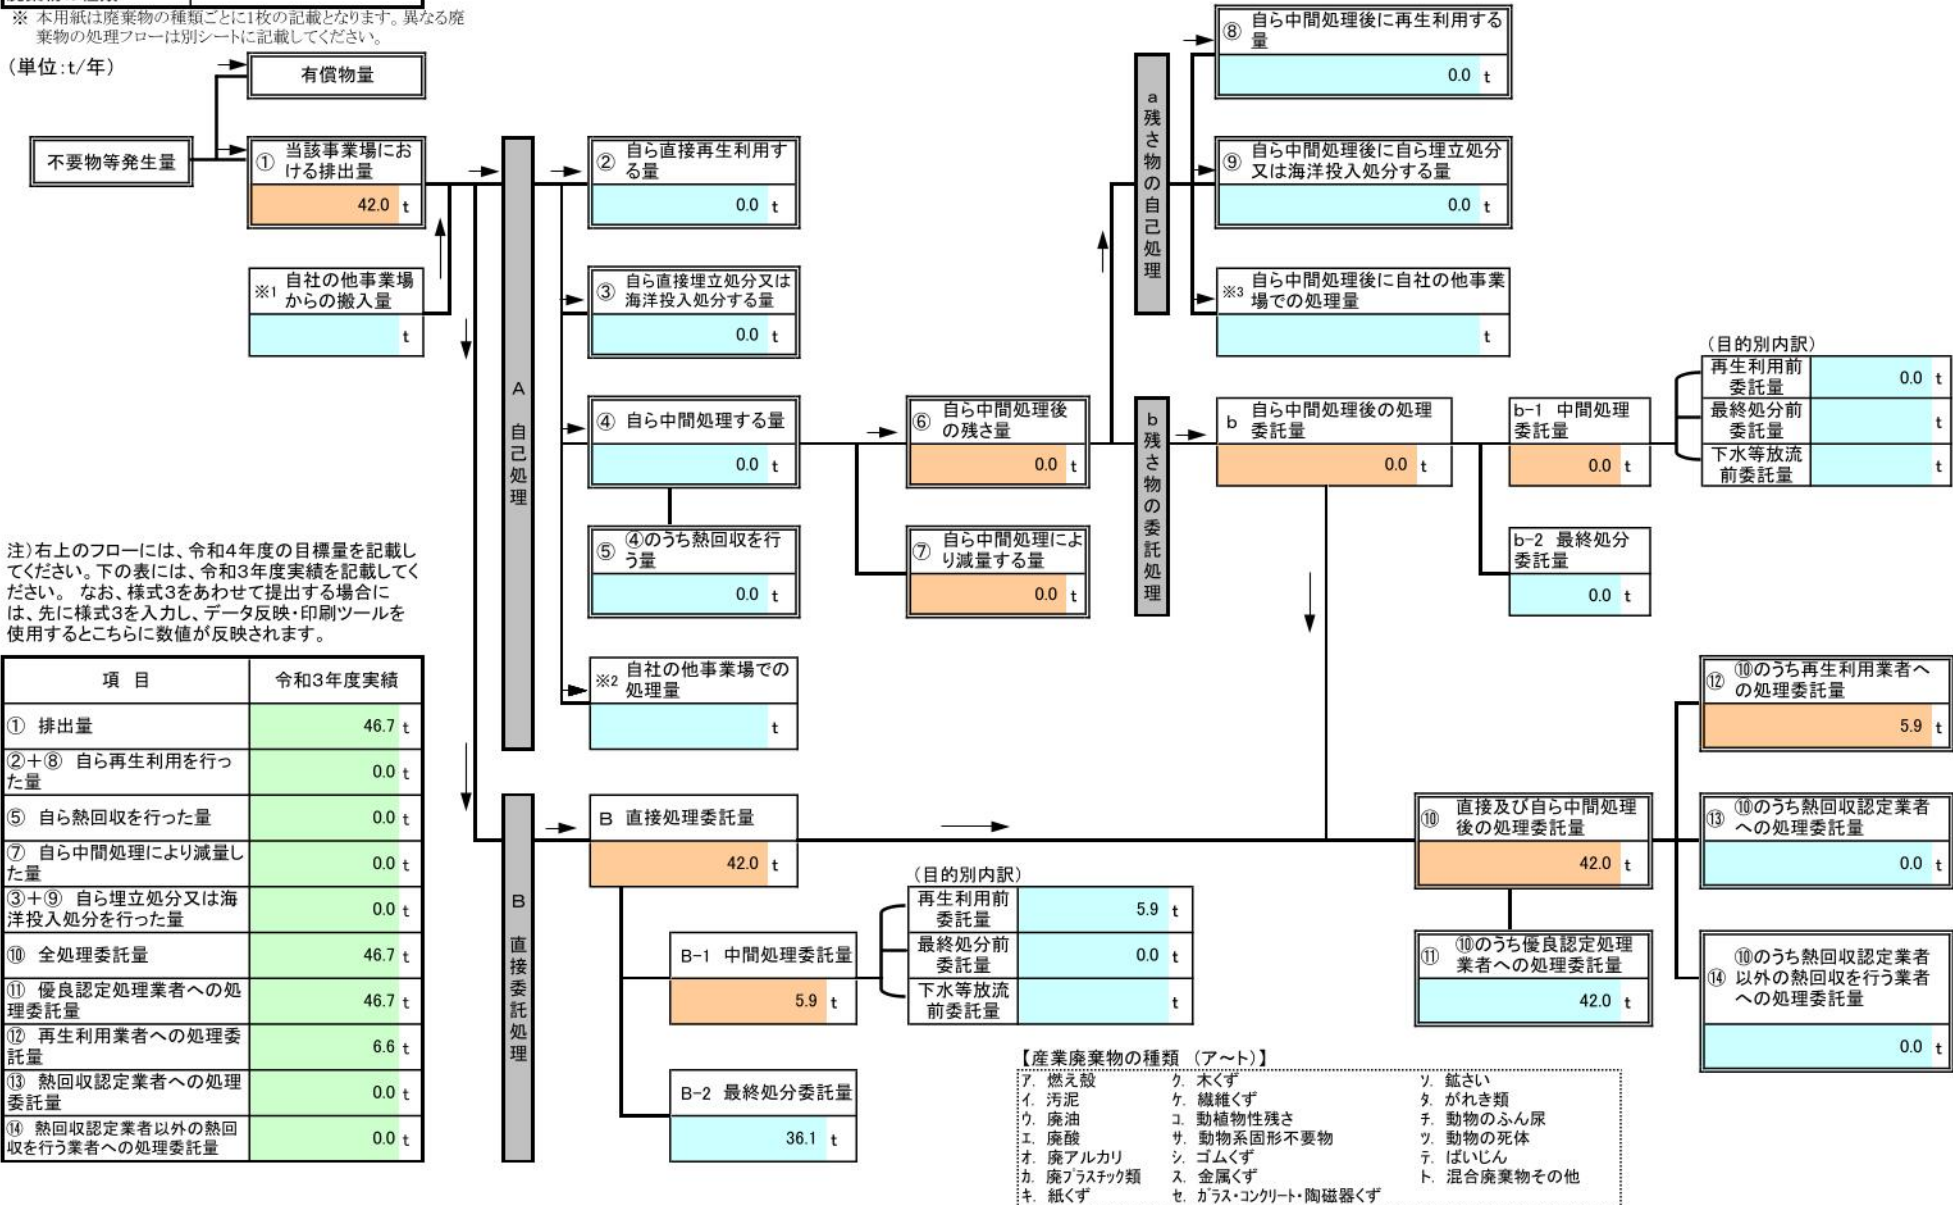 ※ 本用紙は廃棄物の種類ごとに1枚の記載となります。異なる廃
棄物の処理フローは別シートに記載してください。
(単位:t/年)
有償物量
不要物等発生量
① 当該事業場にお
ける排出量
42.0 t
※1 自社の他事業場
からの搬入量
t
A 自己処理
② 自ら直接再生利用す
る量
0.0 t
③ 自ら直接埋立処分又は
海洋投入処分する量
0.0 t
④ 自ら中間処理する量
0.0 t
⑤ ④のうち熱回収を行
う量
0.0 t
※2 自社の他事業場での
処理量
t
⑥ 自ら中間処理後
の残さ量
0.0 t
⑦ 自ら中間処理によ
り減量する量
0.0 t
a 残さ物の自己処理
⑧ 自ら中間処理後に再生利用する
量
0.0 t
⑨ 自ら中間処理後に自ら埋立処分
又は海洋投入処分する量
0.0 t
※3 自ら中間処理後に自社の他事業
場での処理量
t
b 残さ物の委託処理
b 自ら中間処理後の処理
委託量
0.0 t
b-1 中間処理
委託量
0.0 t
(目的別内訳)
再生利用前
委託量
0.0 t
最終処分前
委託量
t
下水等放流
前委託量
t
b-2 最終処分
委託量
0.0 t
注)右上のフローには、令和4年度の目標量を記載し
てください。下の表には、令和3年度実績を記載してく
ださい。 なお、様式3をあわせて提出する場合に
は、先に様式3を入力し、データ反映・印刷ツールを
使用するとこちらに数値が反映されます。
項 目 令和3年度実績
① 排出量 46.7 t
②+⑧ 自ら再生利用を行っ
た量 0.0 t
⑤ 自ら熱回収を行った量 0.0 t
⑦ 自ら中間処理により減量し
た量 0.0 t
③+⑨ 自ら埋立処分又は海
洋投入処分を行った量 0.0 t
⑩ 全処理委託量 46.7 t
⑪ 優良認定処理業者への処
理委託量 46.7 t
⑫ 再生利用業者への処理委
託量 6.6 t
⑬ 熱回収認定業者への処理
委託量 0.0 t
⑭ 熱回収認定業者以外の熱回
収を行う業者への処理委託量 0.0 t
B 直接委託処理
B 直接処理委託量
42.0 t
B-1 中間処理委託量
5.9 t
(目的別内訳)
再生利用前
委託量
5.9 t
最終処分前
委託量
0.0 t
下水等放流
前委託量
t
B-2 最終処分委託量
36.1 t
⑩ 直接及び自ら中間処理
後の処理委託量
42.0 t
⑪ ⑩のうち優良認定処理
業者への処理委託量
42.0 t
⑫ ⑩のうち再生利用業者へ
の処理委託量
5.9 t
⑬ ⑩のうち熱回収認定業者
への処理委託量
0.0 t
⑭ ⑩のうち熱回収認定業者
以外の熱回収を行う業者
への処理委託量
0.0 t
【産業廃棄物の種類 (ア~ト)】
ア. 燃え殻 ク. 木くず ソ. 鉱さい
イ. 汚泥 ケ. 繊維くず タ. がれき類
ウ. 廃油 コ. 動植物性残さ チ. 動物のふん尿
エ. 廃酸 サ. 動物系固形不要物 ツ. 動物の死体
オ. 廃アルカリ シ. ゴムくず テ. ばいじん
カ. 廃プラスチック類 ス. 金属くず ト. 混合廃棄物その他
キ. 紙くず セ. ガラス・コンクリート・陶磁器くず